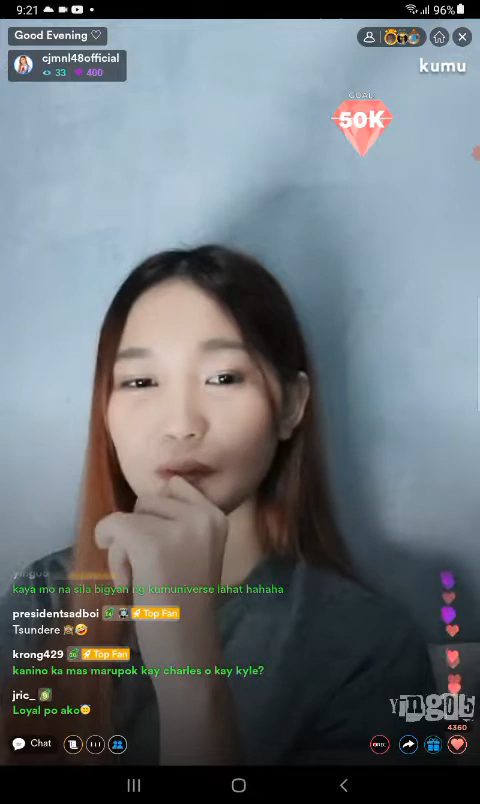 9:21
96%
Good Evening ♡
cjmnl48official
33 400
kumu
GOAL:
50K
yingob
kaya mo na sila bigyan ng kumuniverse lahat hahaha
presidentsadboi Top Fan
Tsundere 🙈🤣
krong429 Top Fan
kanino ka mas marupok kay charles o kay kyle?
jric_
Loyal po ako😇
4360
Chat